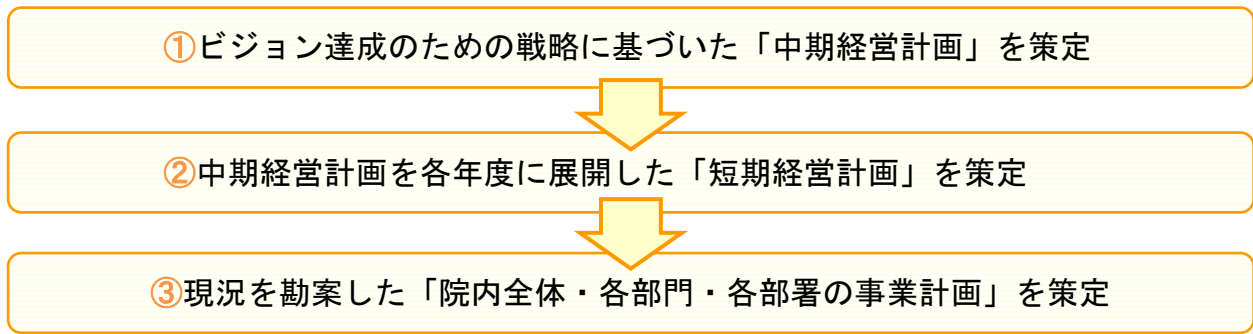 ①ビジョン達成のための戦略に基づいた「中期経営計画」を策定
②中期経営計画を各年度に展開した「短期経営計画」を策定
③現況を勘案した「院内全体・各部門・各部署の事業計画」を策定